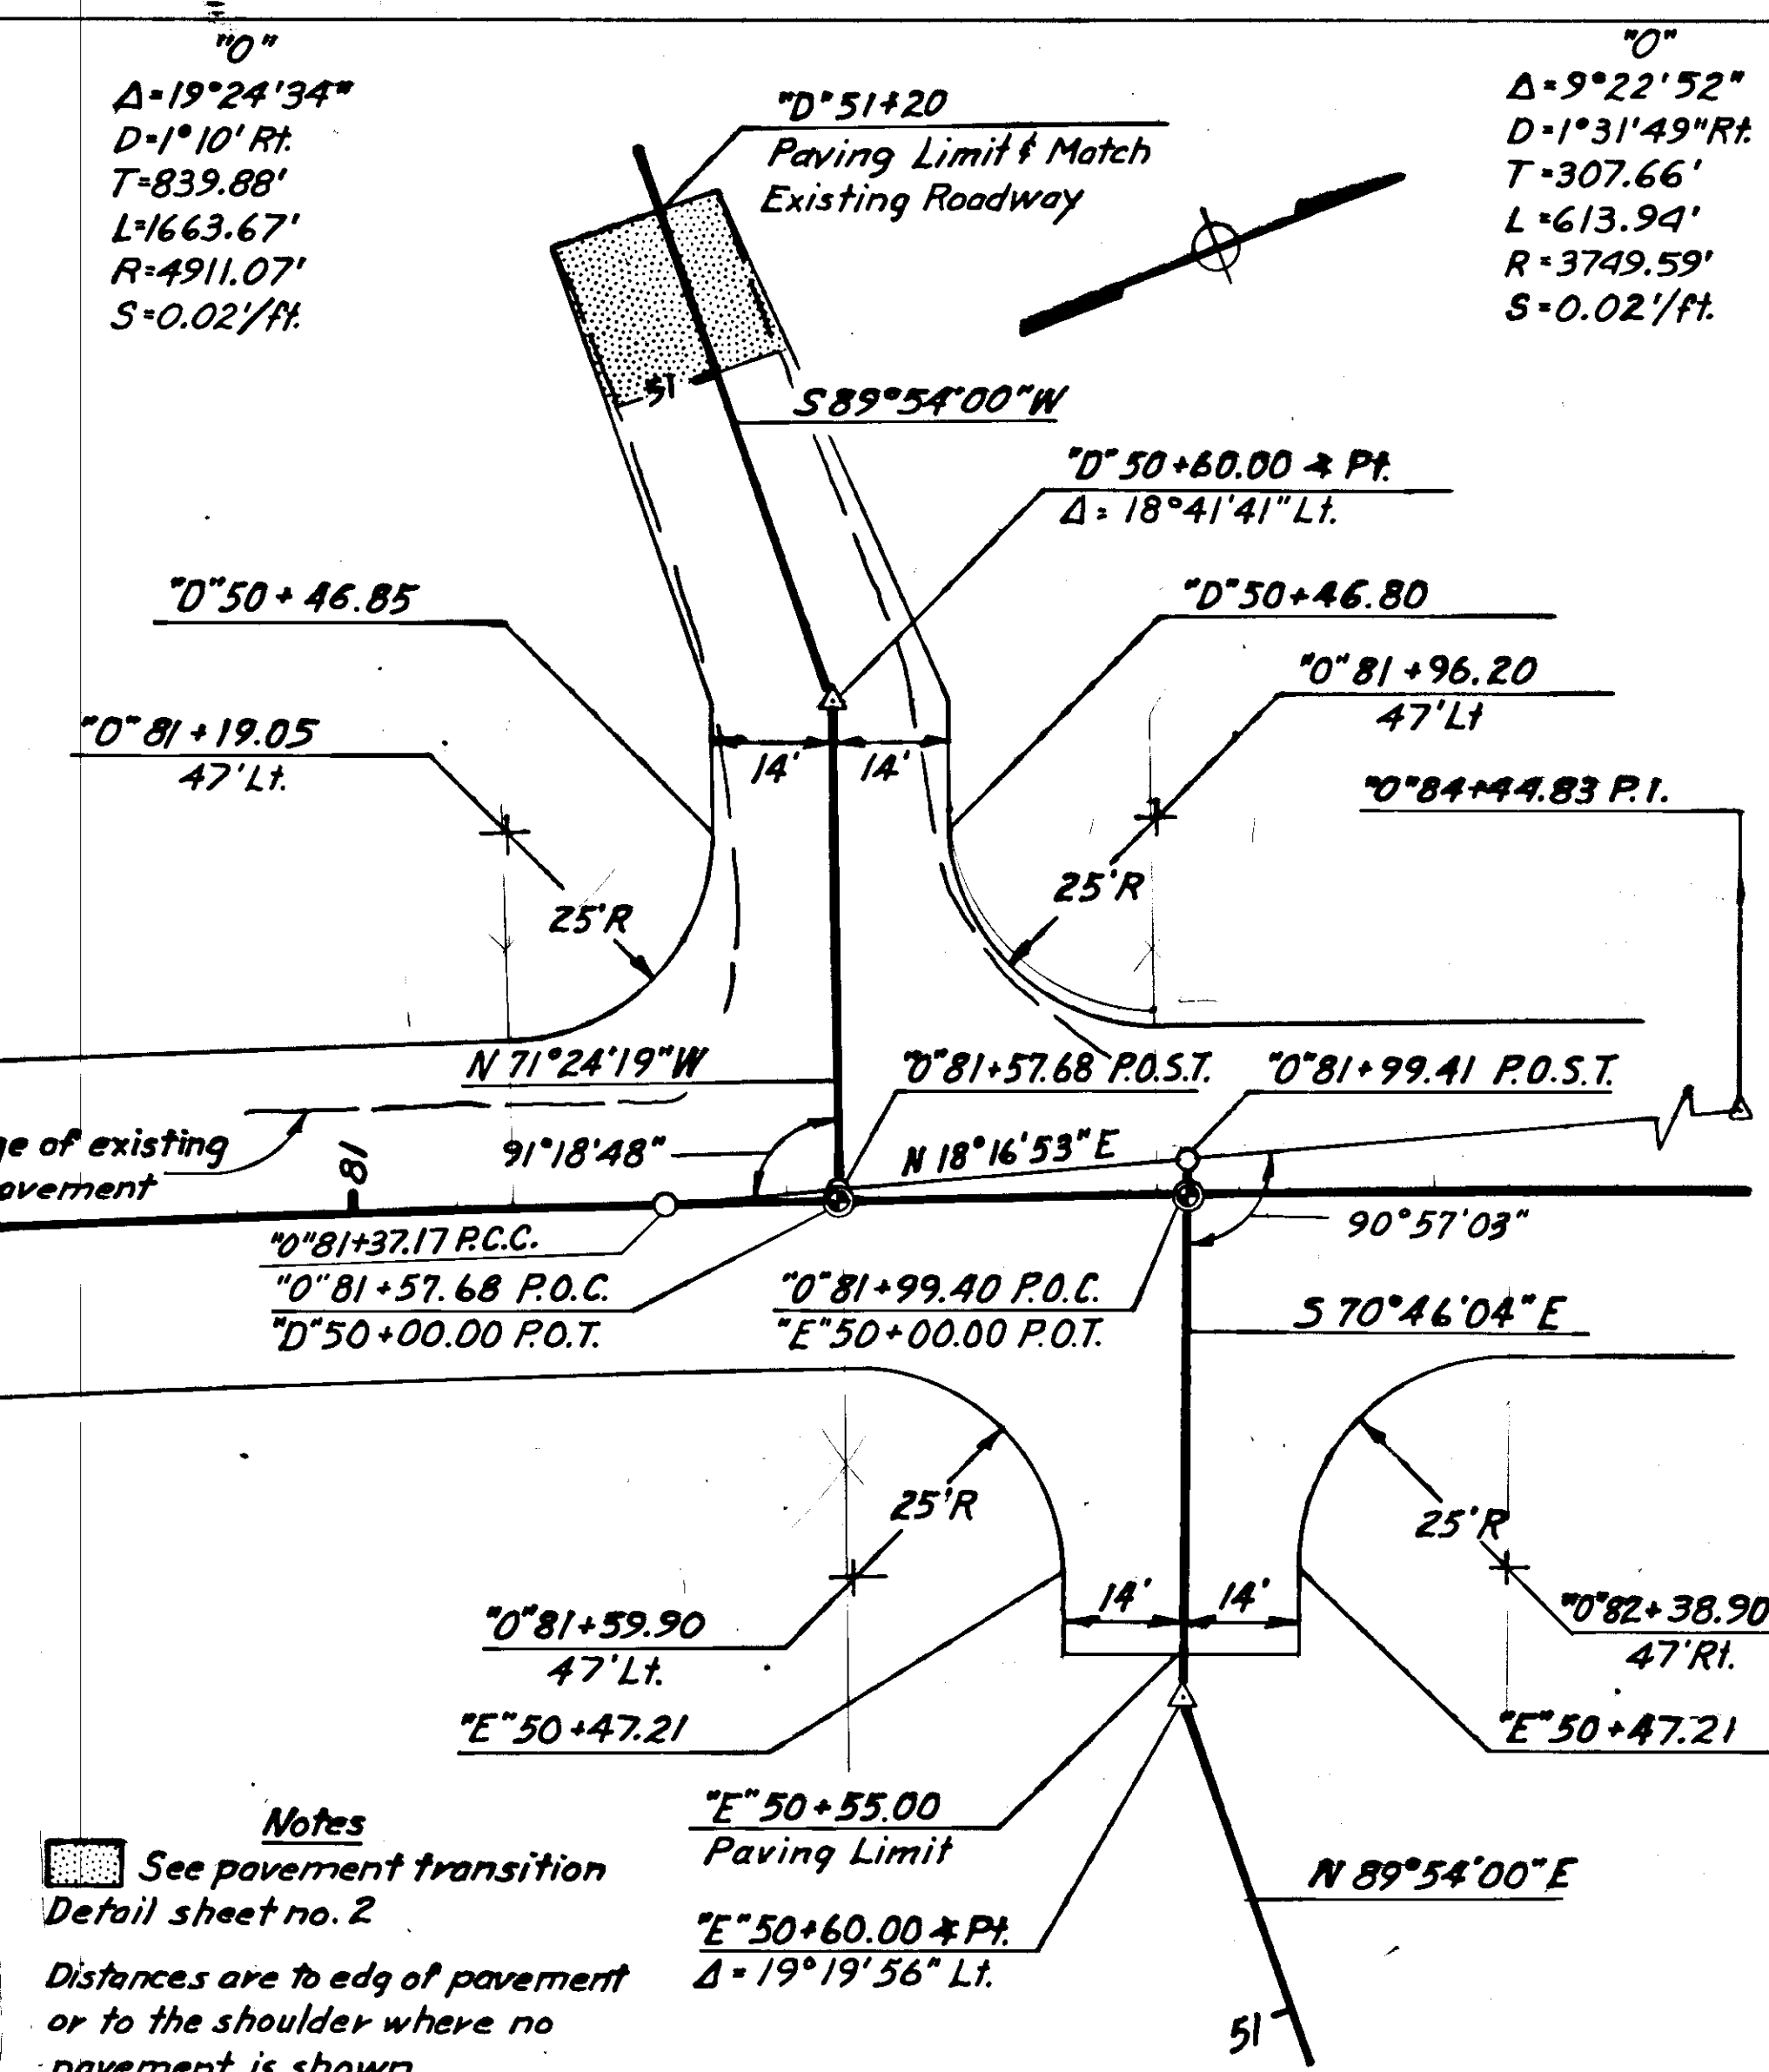 "O"
Δ=19°24'34"
D=1°10' Rt.
T=839.88'
L=1663.67'
R=4911.07'
S=0.02'/ft.
"O"
Δ=9°22'52"
D=1°31'49"Rt.
T=307.66'
L=613.94'
R=3749.59'
S=0.02'/ft.
"D" 51+20
Paving Limit & Match
Existing Roadway
51
S 89°54'00"W
"D" 50+60.00 ∡ Pt.
Δ= 18°41'41" Lt.
"D" 50+46.85
"D" 50+46.80
"O" 81+96.20
47'Lt
"O" 81+19.05
47'Lt.
14'
14'
"O" 84+44.83 P.I.
25'R
25'R
N 71°24'19"W
"O" 81+57.68 P.O.S.T.
"O" 81+99.41 P.O.S.T.
ge of existing
avement
81
91°18'48"
N 18°16'53"E
90°57'03"
"O" 81+37.17 P.C.C.
"O" 81+57.68 P.O.C.
"D" 50+00.00 P.O.T.
"O" 81+99.40 P.O.C.
"E" 50+00.00 P.O.T.
S 70°46'04"E
25'R
25'R
14'
14'
"O" 81+59.90
47'Lt.
"O" 82+38.90
47'Rt.
"E" 50+47.21
"E" 50+47.21
"E" 50+55.00
Paving Limit
N 89°54'00"E
"E" 50+60.00 ∡ Pt.
Δ= 19°19'56" Lt.
51
Notes
See pavement transition
Detail sheet no. 2
Distances are to edg of pavement
or to the shoulder where no
pavement is shown